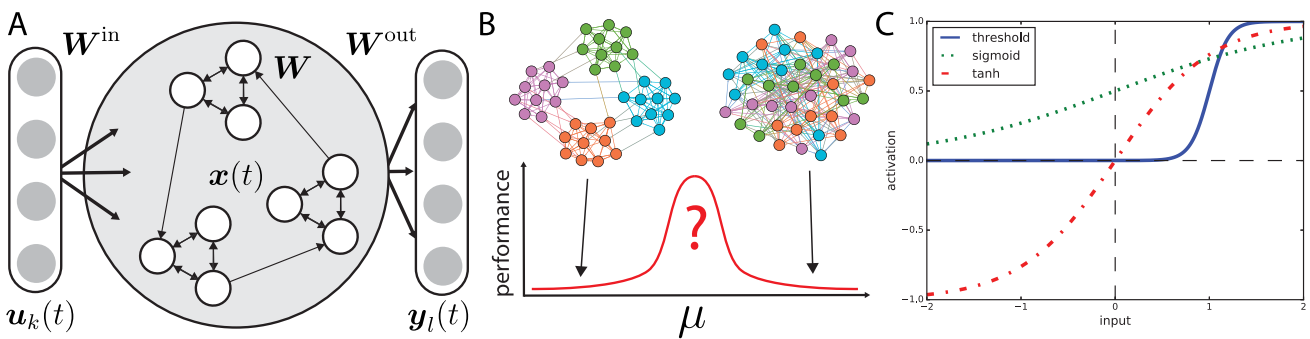 A
W^in
W^out
W
x(t)
u_k(t)
y_l(t)
B
performance
?
μ
C
threshold
sigmoid
tanh
1.0
0.5
0.0
−0.5
−1.0
activation
−2
−1
0
1
2
input